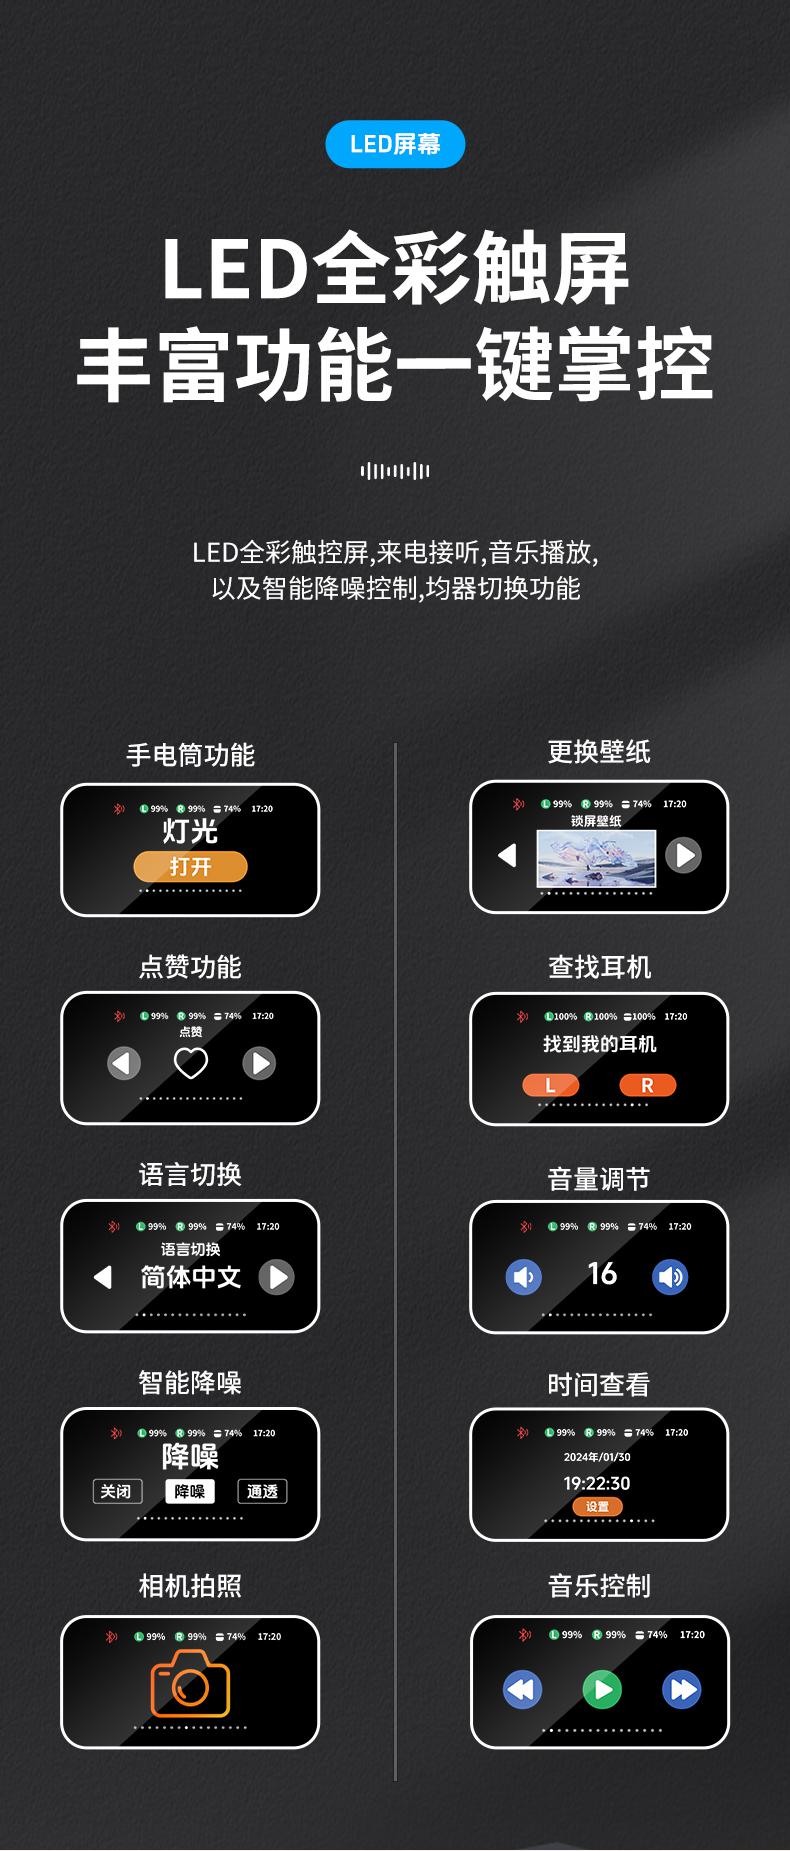 LED屏幕
LED全彩触屏
丰富功能一键掌控
LED全彩触控屏,来电接听,音乐播放,
以及智能降噪控制,均器切换功能
手电筒功能
L 99% R 99% 74% 17:20
灯光
打开
更换壁纸
L 99% R 99% 74% 17:20
锁屏壁纸
点赞功能
L 99% R 99% 74% 17:20
点赞
查找耳机
L 100% R 100% 100% 17:20
找到我的耳机
L R
语言切换
L 99% R 99% 74% 17:20
语言切换
简体中文
音量调节
L 99% R 99% 74% 17:20
16
智能降噪
L 99% R 99% 74% 17:20
降噪
关闭 降噪 通透
时间查看
L 99% R 99% 74% 17:20
2024年/01/30
19:22:30
设置
相机拍照
L 99% R 99% 74% 17:20
音乐控制
L 99% R 99% 74% 17:20